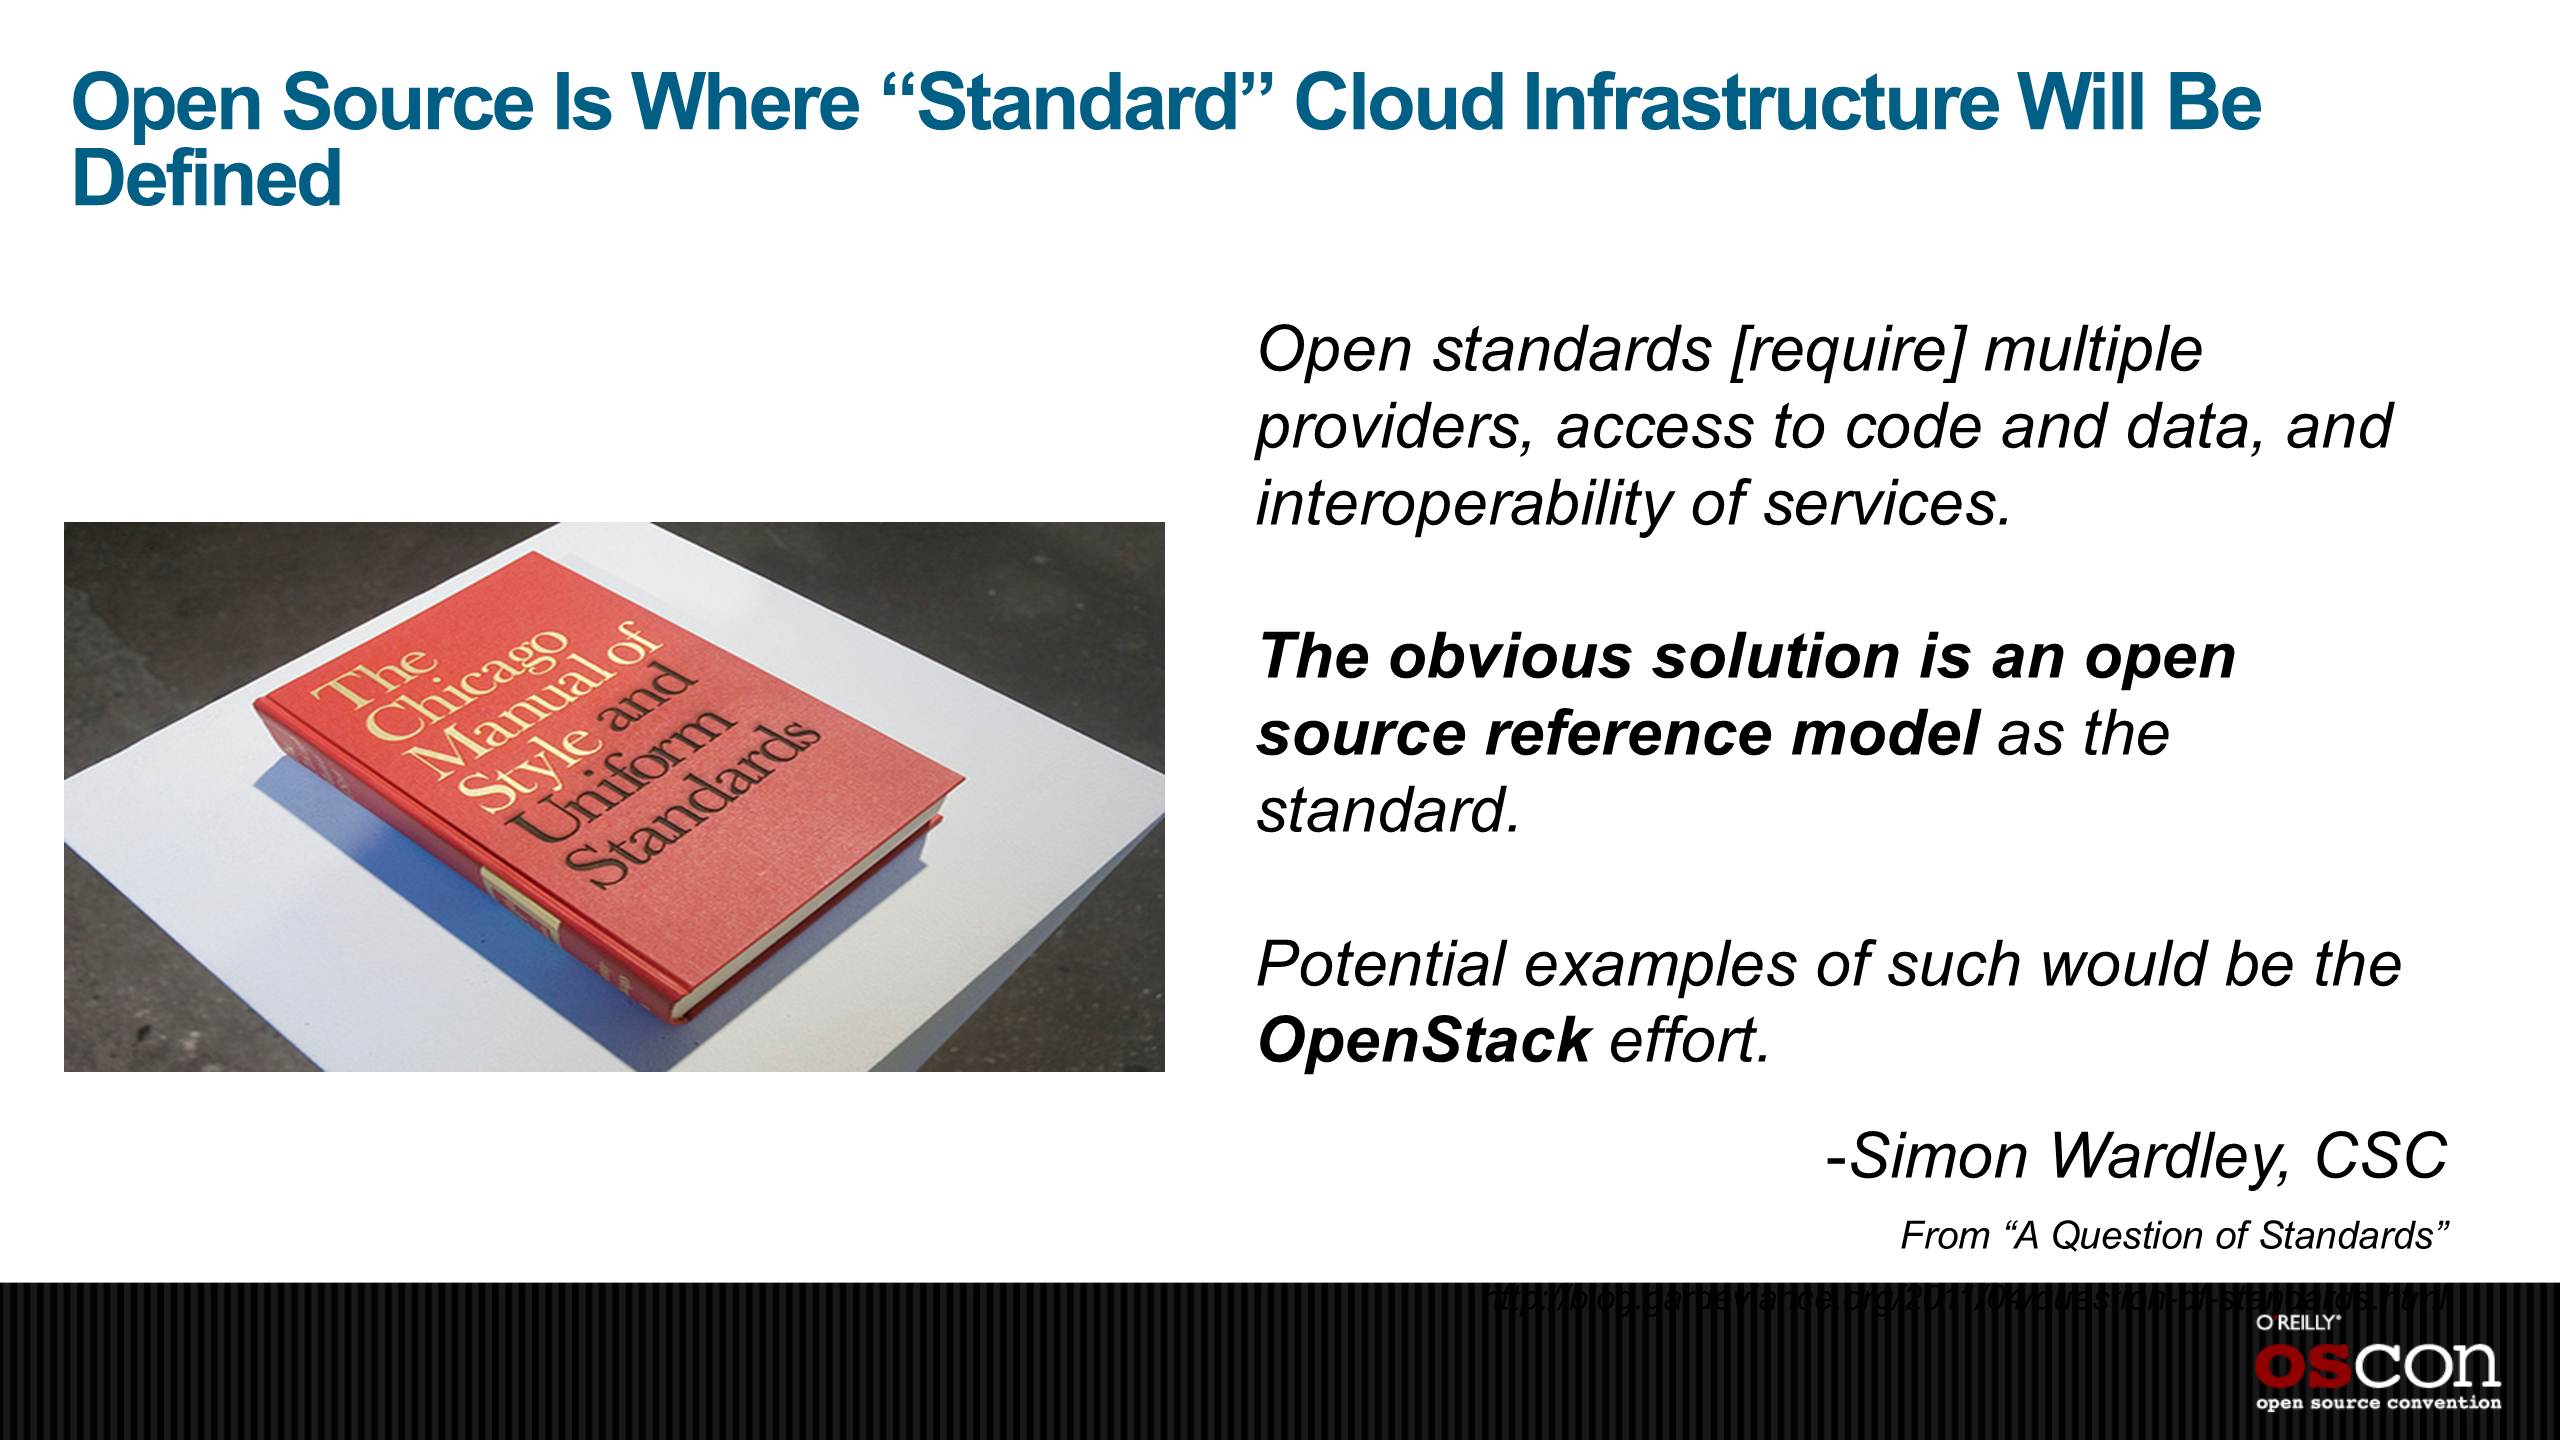 Open Source Is Where “Standard” Cloud Infrastructure Will Be
Defined
The
Chicago
Manual of
Style and
Uniform
Standards
Open standards [require] multiple
providers, access to code and data, and
interoperability of services.
The obvious solution is an open
source reference model as the
standard.
Potential examples of such would be the
OpenStack effort.
-Simon Wardley, CSC
From “A Question of Standards”
http://blog.gardeviance.org/2011/04/question-of-standards.html
O'REILLY®
oscon
open source convention